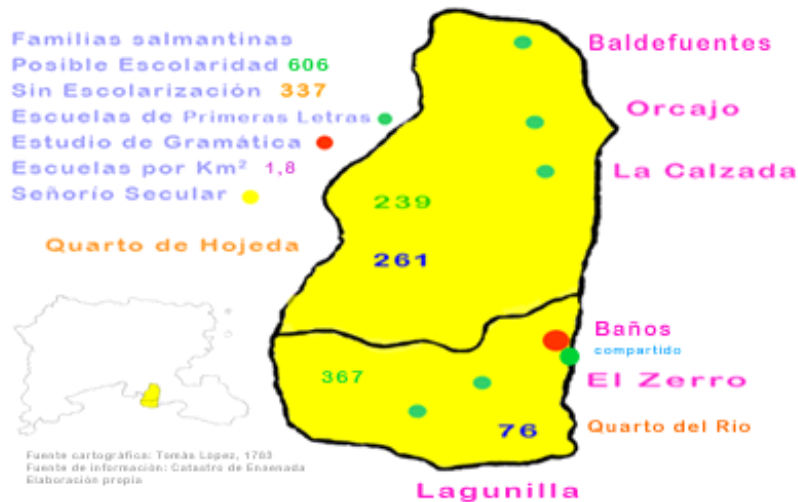 Familias salmantinas
Posible Escolaridad 606
Sin Escolarización 337
Escuelas de Primeras Letras
Estudio de Gramática
Escuelas por Km² 1,8
Señorío Secular
Quarto de Hojeda
Baldefuentes
Orcajo
La Calzada
239
261
Baños
compartido
El Zerro
367
76
Quarto del Rio
Lagunilla
Fuente cartográfica: Tomás López, 1783
Fuente de información: Catastro de Ensenada
Elaboración propia